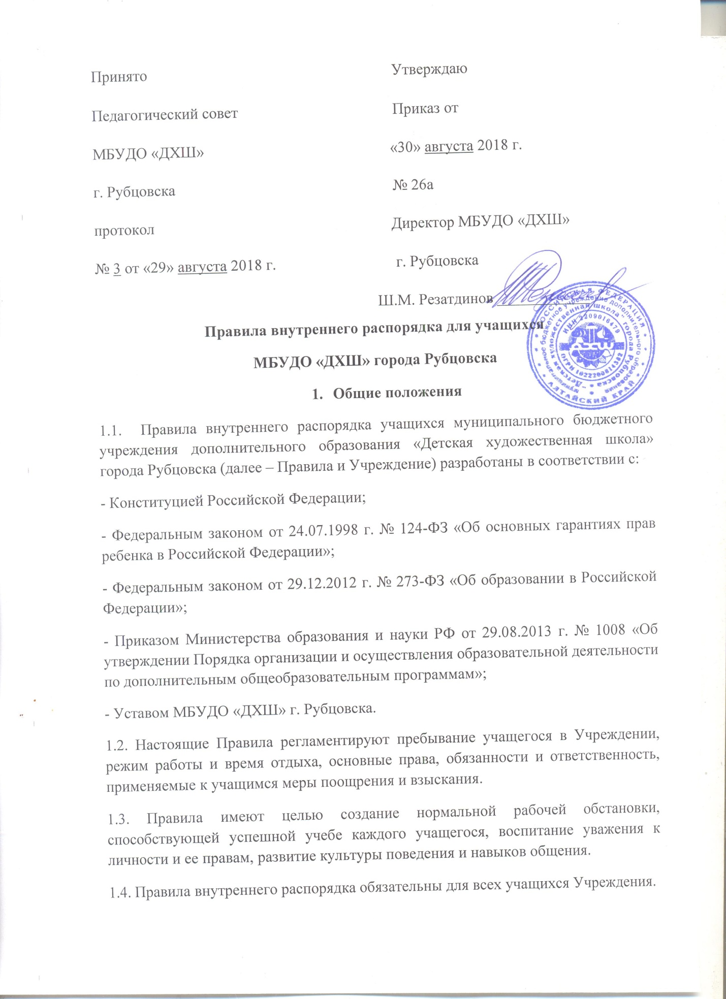 Принято
Педагогический совет
МБУДО «ДХШ»
г. Рубцовска
протокол
№ 3 от «29» августа 2018 г.
Утверждаю
Приказ от
«30» августа 2018 г.
№ 26а
Директор МБУДО «ДХШ»
г. Рубцовска
Ш.М. Резатдинов ____________
РОССИЙСКАЯ ФЕДЕРАЦИЯ * АЛТАЙСКИЙ КРАЙ
муниципальное бюджетное учреждение дополнительного образования
"Детская художественная школа" города Рубцовска
ИНН 2209016479
ОГРН
Правила внутреннего распорядка для учащихся
МБУДО «ДХШ» города Рубцовска
1. Общие положения
1.1. Правила внутреннего распорядка учащихся муниципального бюджетного
учреждения дополнительного образования «Детская художественная школа»
города Рубцовска (далее – Правила и Учреждение) разработаны в соответствии с:
- Конституцией Российской Федерации;
- Федеральным законом от 24.07.1998 г. № 124-ФЗ «Об основных гарантиях прав
ребенка в Российской Федерации»;
- Федеральным законом от 29.12.2012 г. № 273-ФЗ «Об образовании в Российской
Федерации»;
- Приказом Министерства образования и науки РФ от 29.08.2013 г. № 1008 «Об
утверждении Порядка организации и осуществления образовательной деятельности
по дополнительным общеобразовательным программам»;
- Уставом МБУДО «ДХШ» г. Рубцовска.
1.2. Настоящие Правила регламентируют пребывание учащегося в Учреждении,
режим работы и время отдыха, основные права, обязанности и ответственность,
применяемые к учащимся меры поощрения и взыскания.
1.3. Правила имеют целью создание нормальной рабочей обстановки,
способствующей успешной учебе каждого учащегося, воспитание уважения к
личности и ее правам, развитие культуры поведения и навыков общения.
1.4. Правила внутреннего распорядка обязательны для всех учащихся Учреждения.